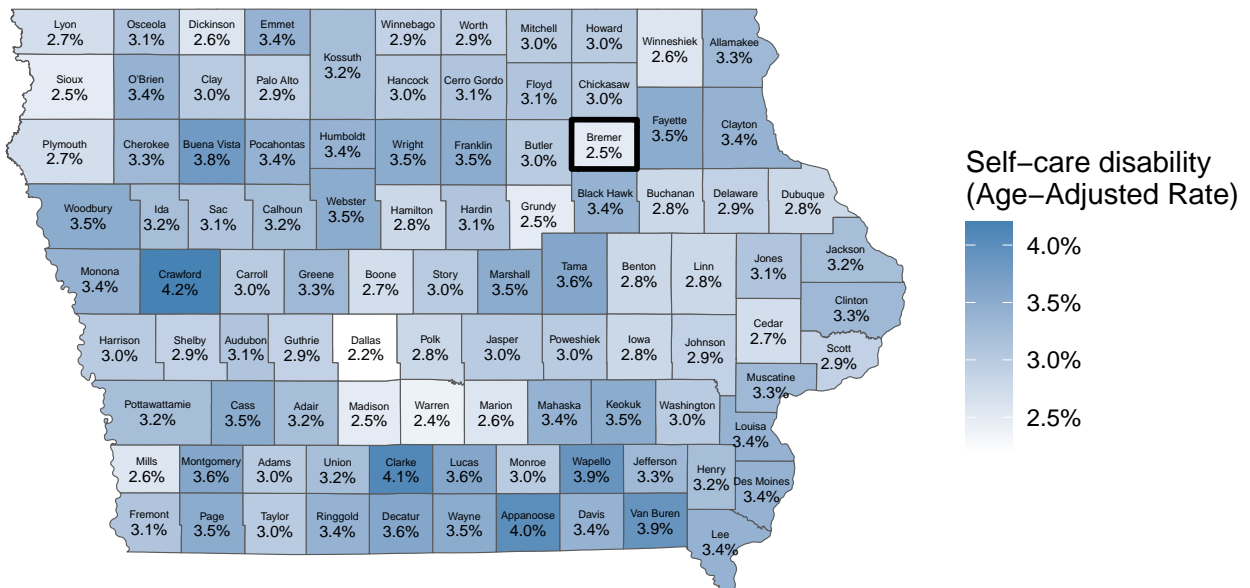 Lyon
2.7%
Osceola
3.1%
Dickinson
2.6%
Emmet
3.4%
Winnebago
2.9%
Worth
2.9%
Mitchell
3.0%
Howard
3.0%
Winneshiek
2.6%
Allamakee
3.3%
Kossuth
3.2%
Sioux
2.5%
O'Brien
3.4%
Clay
3.0%
Palo Alto
2.9%
Hancock
3.0%
Cerro Gordo
3.1%
Floyd
3.1%
Chickasaw
3.0%
Plymouth
2.7%
Cherokee
3.3%
Buena Vista
3.8%
Pocahontas
3.4%
Humboldt
3.4%
Wright
3.5%
Franklin
3.5%
Butler
3.0%
Bremer
2.5%
Fayette
3.5%
Clayton
3.4%
Woodbury
3.5%
Ida
3.2%
Sac
3.1%
Calhoun
3.2%
Webster
3.5%
Hamilton
2.8%
Hardin
3.1%
Grundy
2.5%
Black Hawk
3.4%
Buchanan
2.8%
Delaware
2.9%
Dubuque
2.8%
Monona
3.4%
Crawford
4.2%
Carroll
3.0%
Greene
3.3%
Boone
2.7%
Story
3.0%
Marshall
3.5%
Tama
3.6%
Benton
2.8%
Linn
2.8%
Jones
3.1%
Jackson
3.2%
Clinton
3.3%
Harrison
3.0%
Shelby
2.9%
Audubon
3.1%
Guthrie
2.9%
Dallas
2.2%
Polk
2.8%
Jasper
3.0%
Poweshiek
3.0%
Iowa
2.8%
Johnson
2.9%
Cedar
2.7%
Scott
2.9%
Muscatine
3.3%
Pottawattamie
3.2%
Cass
3.5%
Adair
3.2%
Madison
2.5%
Warren
2.4%
Marion
2.6%
Mahaska
3.4%
Keokuk
3.5%
Washington
3.0%
Louisa
3.4%
Mills
2.6%
Montgomery
3.6%
Adams
3.0%
Union
3.2%
Clarke
4.1%
Lucas
3.6%
Monroe
3.0%
Wapello
3.9%
Jefferson
3.3%
Henry
3.2%
Des Moines
3.4%
Fremont
3.1%
Page
3.5%
Taylor
3.0%
Ringgold
3.4%
Decatur
3.6%
Wayne
3.5%
Appanoose
4.0%
Davis
3.4%
Van Buren
3.9%
Lee
3.4%
Self−care disability
(Age−Adjusted Rate)
4.0%
3.5%
3.0%
2.5%